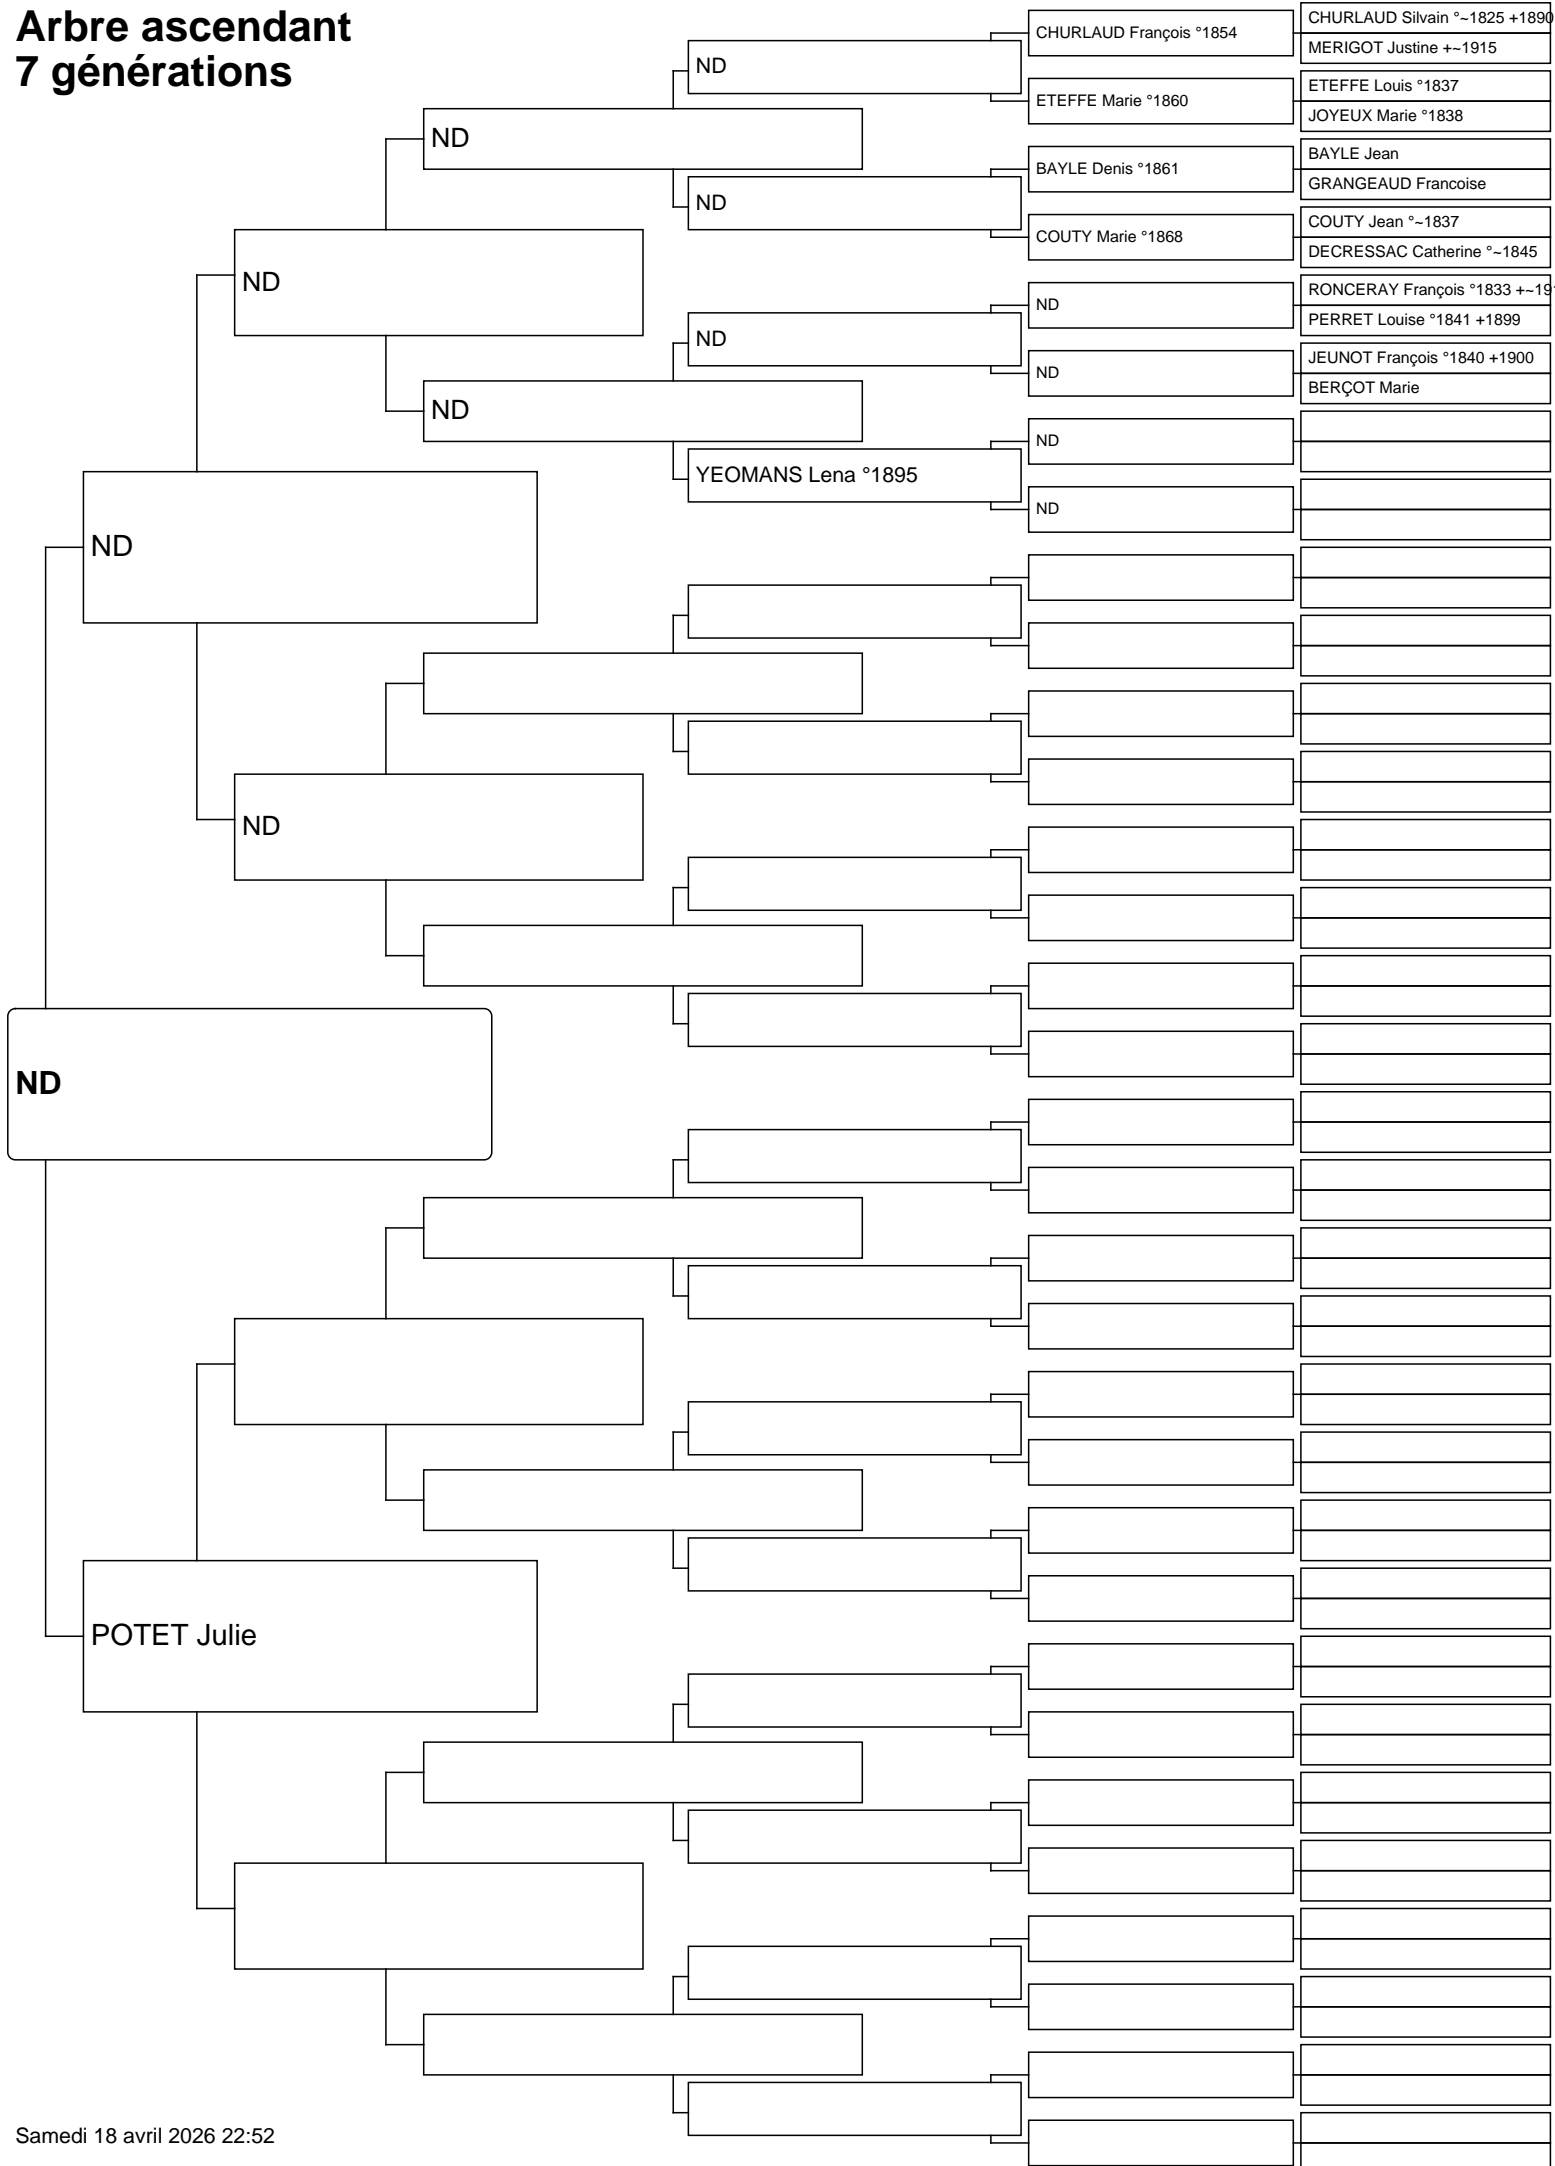 Arbre ascendant
7 générations
CHURLAUD François °1854
CHURLAUD Silvain °~1825 +1890
MERIGOT Justine +~1915
ND
ETEFFE Marie °1860
ETEFFE Louis °1837
JOYEUX Marie °1838
ND
BAYLE Denis °1861
BAYLE Jean
GRANGEAUD Francoise
ND
COUTY Marie °1868
COUTY Jean °~1837
DECRESSAC Catherine °~1845
ND
ND
RONCERAY François °1833
PERRET Louise °1841 +1899
ND
ND
JEUNOT François °1840 +1900
BERÇOT Marie
ND
ND
YEOMANS Lena °1895
ND
ND
ND
ND
POTET Julie
Samedi 18 avril 2026 22:52